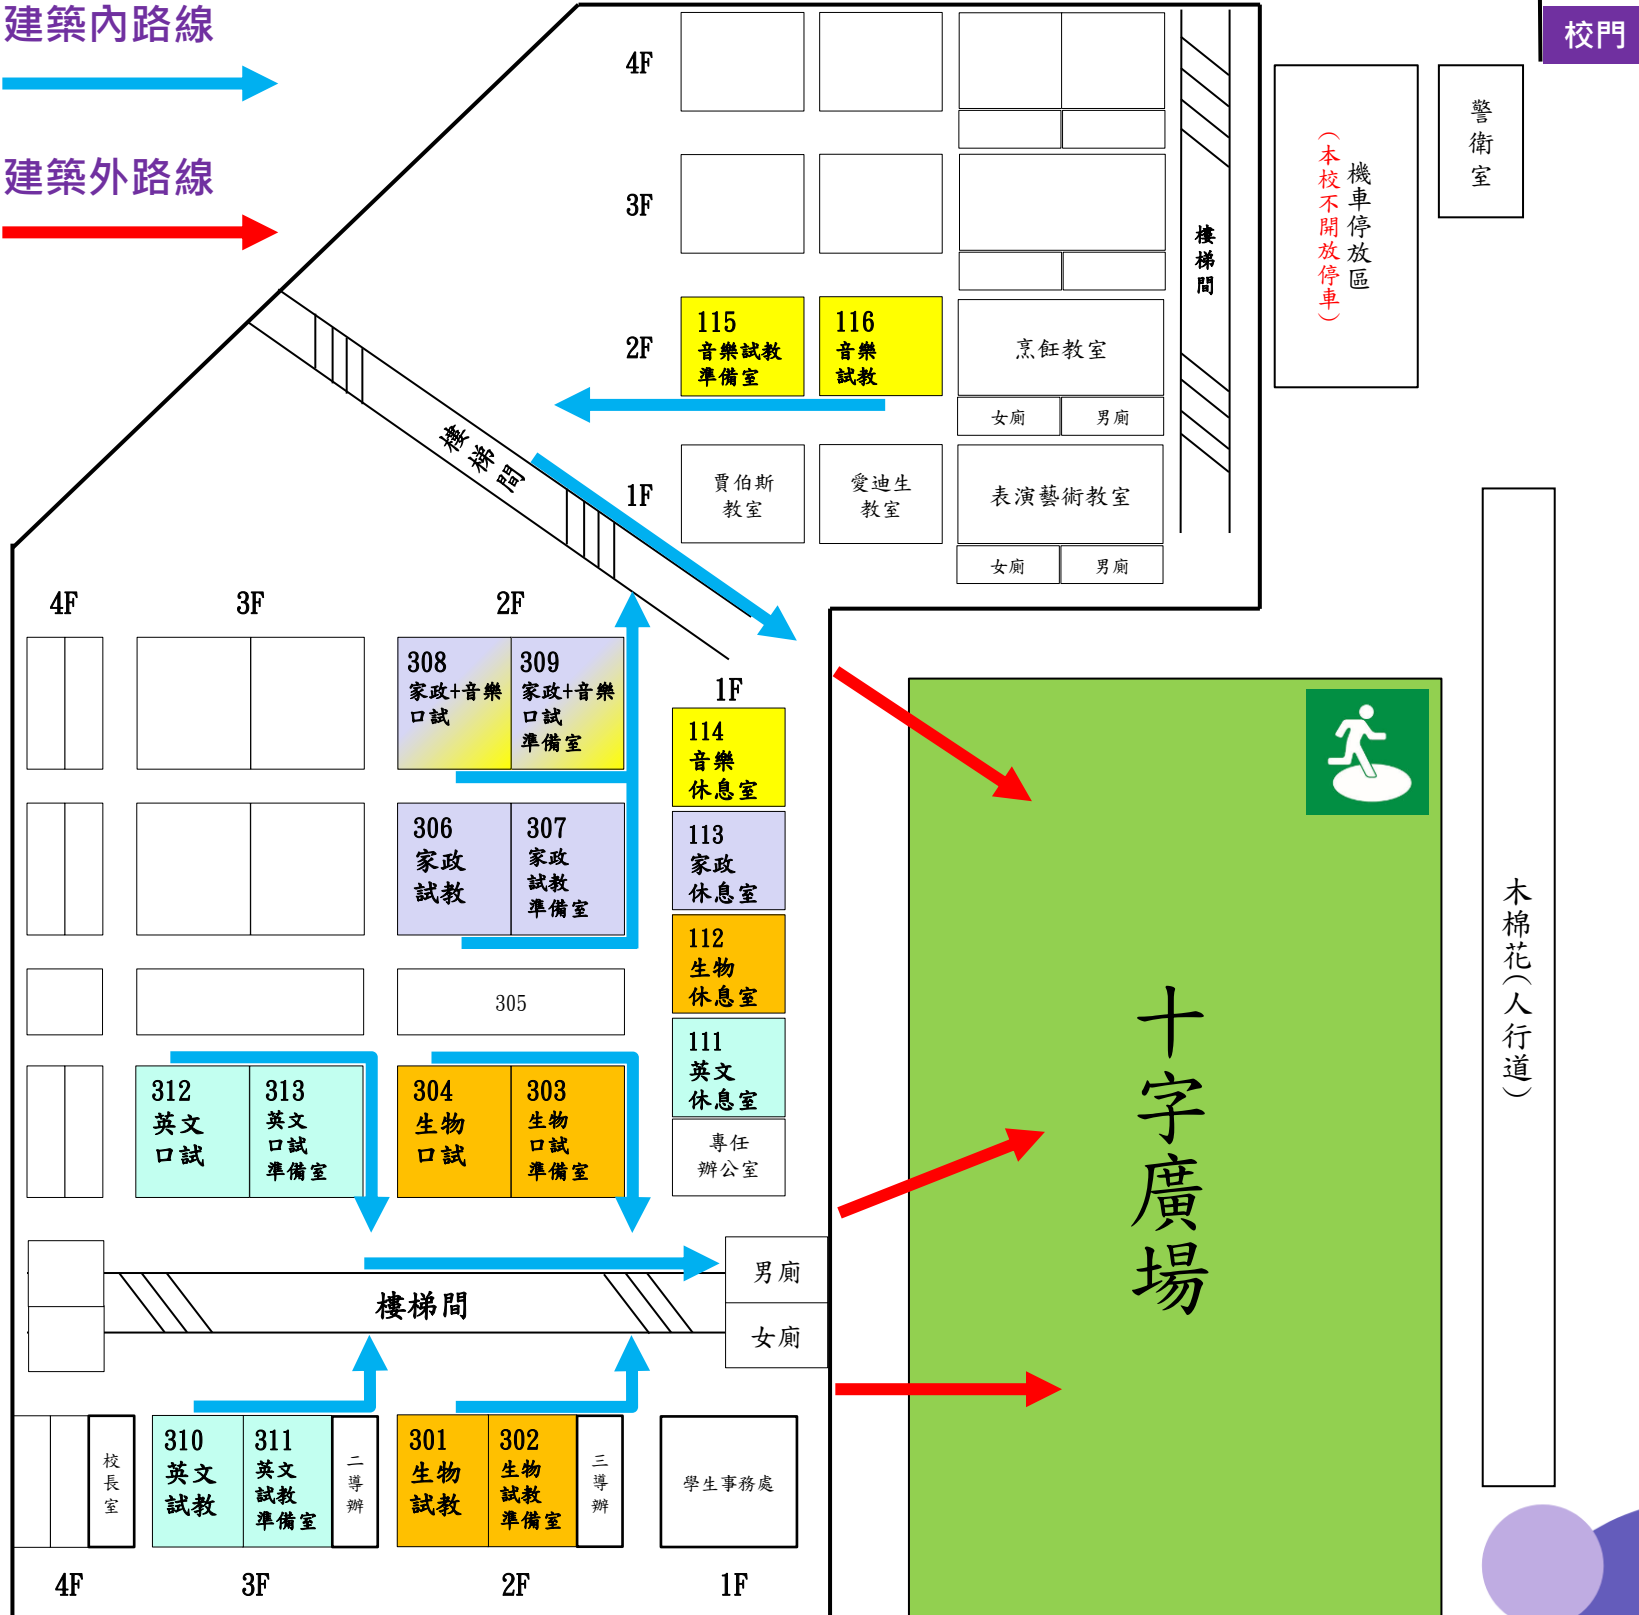 建築內路線
建築外路線
校門
警衛室
機車停放區
（本校不開放停車）
4F
3F
樓梯間
2F
115
音樂試教
準備室
116
音樂
試教
烹飪教室
女廁
男廁
1F
賈伯斯
教室
愛迪生
教室
表演藝術教室
女廁
男廁
樓梯間
4F
3F
2F
308
家政+音樂
口試
309
家政+音樂
口試
準備室
306
家政
試教
307
家政
試教
準備室
305
312
英文
口試
313
英文
口試
準備室
304
生物
口試
303
生物
口試
準備室
1F
114
音樂
休息室
113
家政
休息室
112
生物
休息室
111
英文
休息室
專任
辦公室
樓梯間
男廁
女廁
校長室
310
英文
試教
311
英文
試教
準備室
二導辦
301
生物
試教
302
生物
試教
準備室
三導辦
學生事務處
4F
3F
2F
1F
十字廣場
木棉花（人行道）